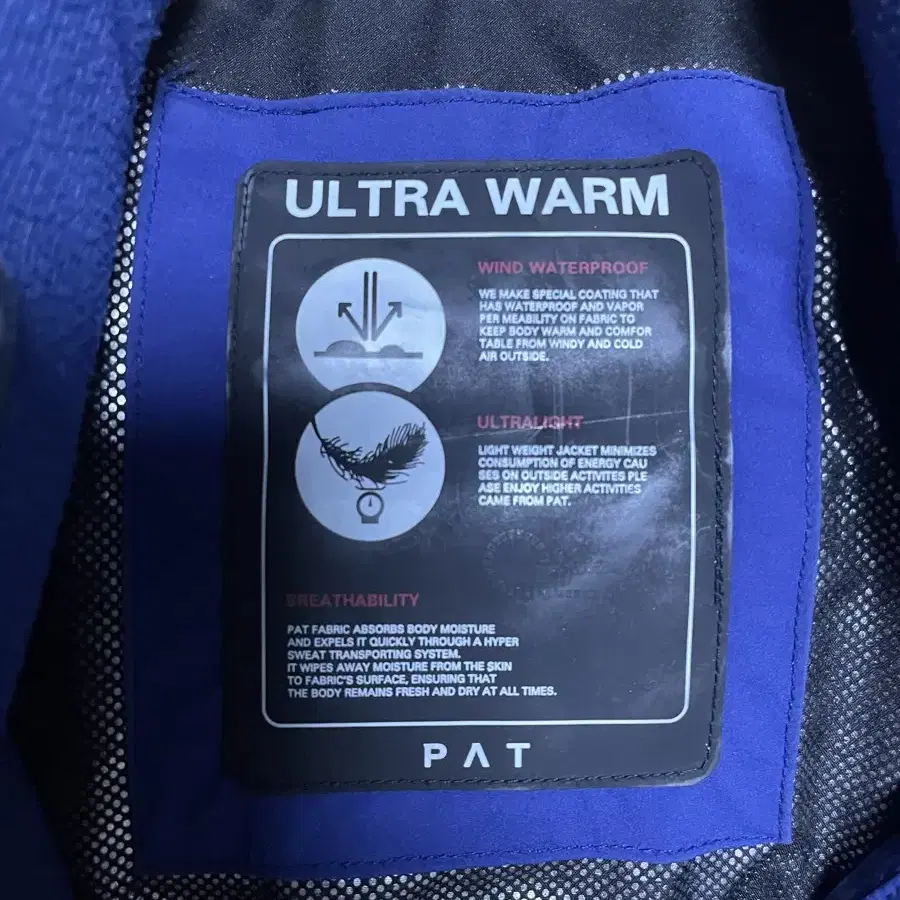 ULTRA WARM
WIND WATERPROOF
WE MAKE SPECIAL COATING THAT
HAS WATERPROOF AND VAPOR
PER MEABILITY ON FABRIC TO
KEEP BODY WARM AND COMFOR
TABLE FROM WINDY AND COLD
AIR OUTSIDE.
ULTRALIGHT
LIGHT WEIGHT JACKET MINIMIZES
CONSUMPTION OF ENERGY CAU
SES ON OUTSIDE ACTIVITES PLE
ASE ENJOY HIGHER ACTIVITIES
CAME FROM PAT.
BREATHABILITY
PAT FABRIC ABSORBS BODY MOISTURE
AND EXPELS IT QUICKLY THROUGH A HYPER
SWEAT TRANSPORTING SYSTEM.
IT WIPES AWAY MOISTURE FROM THE SKIN
TO FABRIC'S SURFACE, ENSURING THAT
THE BODY REMAINS FRESH AND DRY AT ALL TIMES.
PΛT